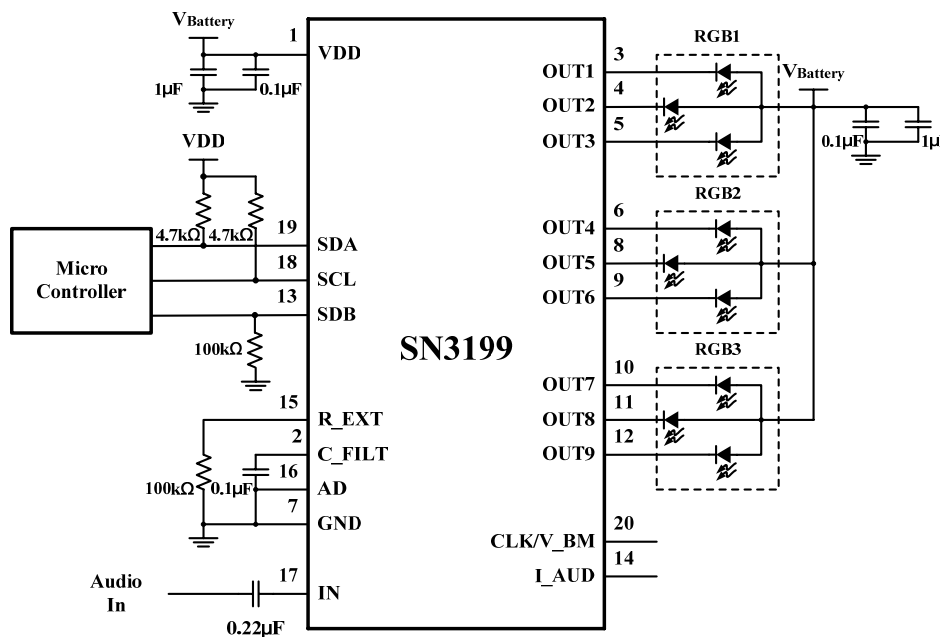 V_Battery
1
VDD
1µF
0.1µF
VDD
4.7kΩ
4.7kΩ
19
SDA
18
SCL
13
SDB
Micro
Controller
100kΩ
SN3199
15
R_EXT
2
C_FILT
16
AD
7
GND
100kΩ
0.1µF
17
IN
Audio
In
0.22µF
RGB1
3
OUT1
4
OUT2
5
OUT3
V_Battery
0.1µF
1µ
RGB2
6
OUT4
8
OUT5
9
OUT6
RGB3
10
OUT7
11
OUT8
12
OUT9
20
CLK/V_BM
14
I_AUD